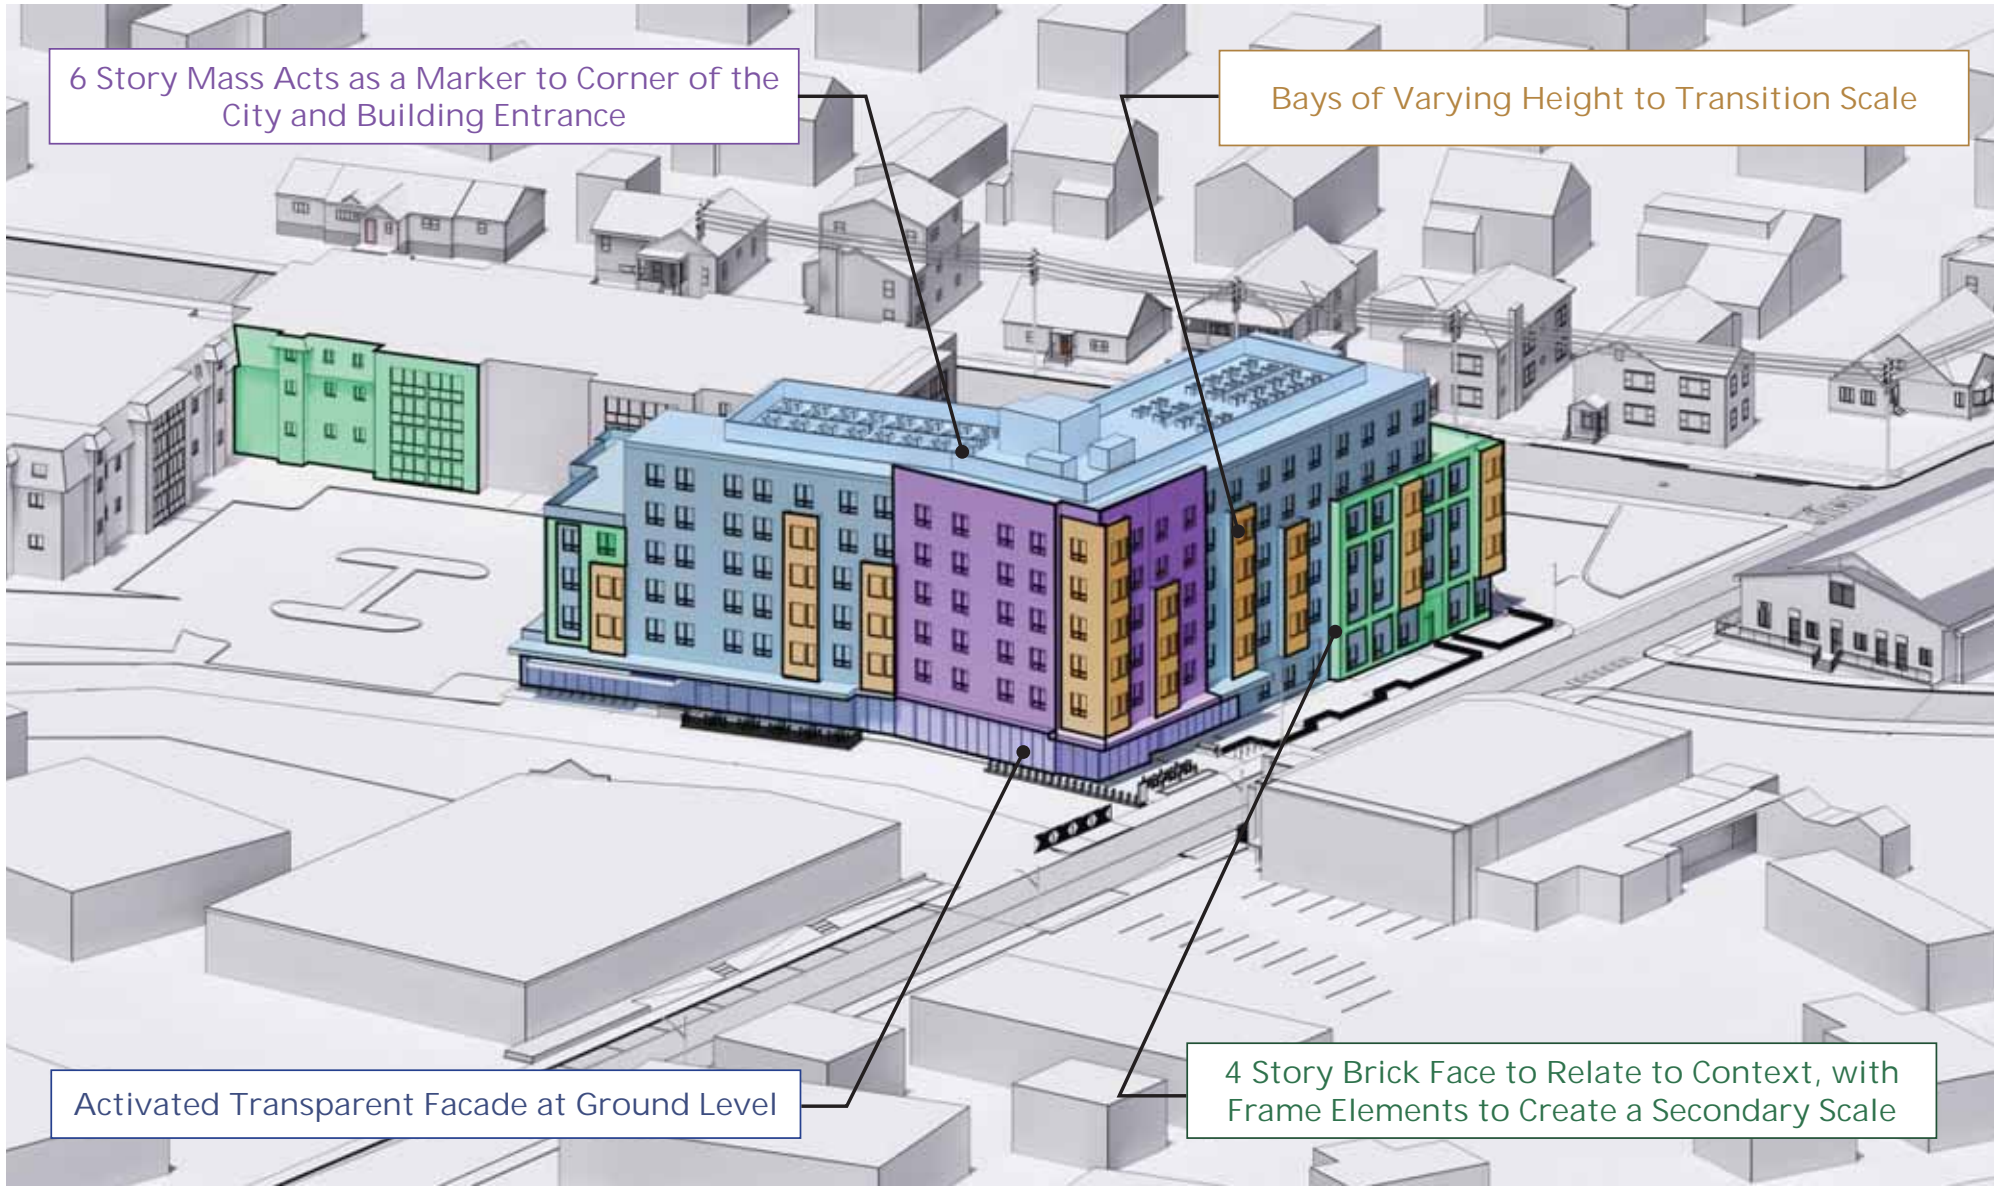 6 Story Mass Acts as a Marker to Corner of the
City and Building Entrance
Bays of Varying Height to Transition Scale
Activated Transparent Facade at Ground Level
4 Story Brick Face to Relate to Context, with
Frame Elements to Create a Secondary Scale